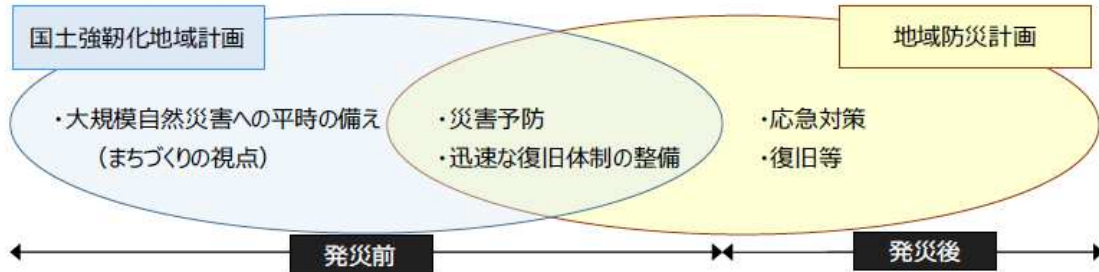 国土強靭化地域計画
地域防災計画
・大規模自然災害への平時の備え
（まちづくりの視点）
・災害予防
・迅速な復旧体制の整備
・応急対策
・復旧等
発災前
発災後